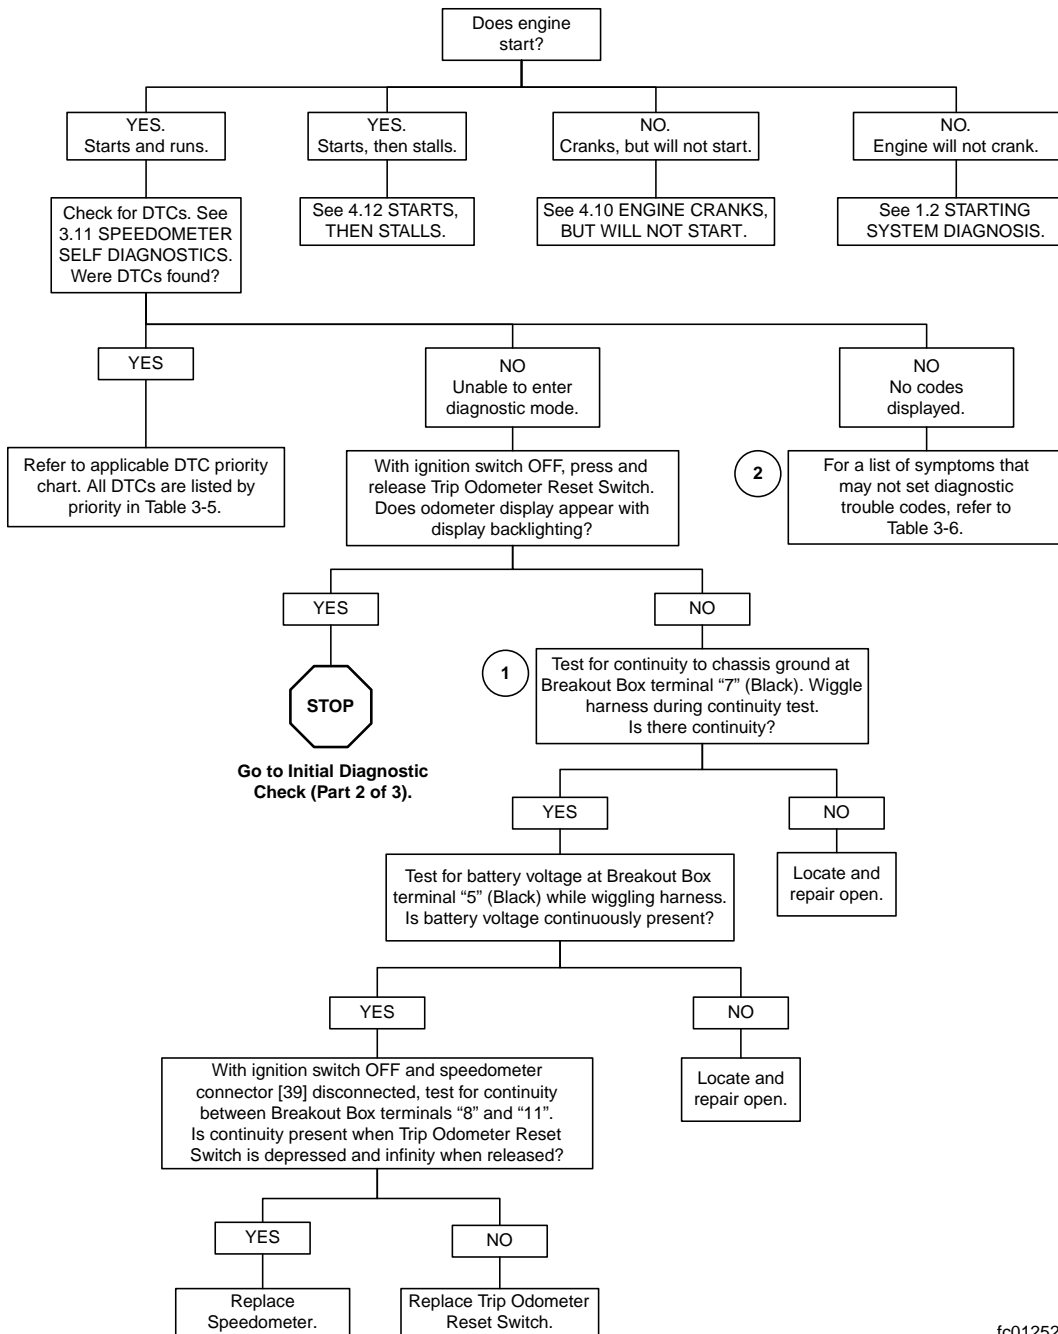 Does engine
start?
YES.
Starts and runs.
YES.
Starts, then stalls.
NO.
Cranks, but will not start.
NO.
Engine will not crank.
Check for DTCs. See
3.11 SPEEDOMETER
SELF DIAGNOSTICS.
Were DTCs found?
See 4.12 STARTS,
THEN STALLS.
See 4.10 ENGINE CRANKS,
BUT WILL NOT START.
See 1.2 STARTING
SYSTEM DIAGNOSIS.
YES
NO
Unable to enter
diagnostic mode.
NO
No codes
displayed.
Refer to applicable DTC priority
chart. All DTCs are listed by
priority in Table 3-5.
With ignition switch OFF, press and
release Trip Odometer Reset Switch.
Does odometer display appear with
display backlighting?
2
For a list of symptoms that
may not set diagnostic
trouble codes, refer to
Table 3-6.
YES
NO
STOP
Go to Initial Diagnostic
Check (Part 2 of 3).
1
Test for continuity to chassis ground at
Breakout Box terminal “7” (Black). Wiggle
harness during continuity test.
Is there continuity?
YES
NO
Test for battery voltage at Breakout Box
terminal “5” (Black) while wiggling harness.
Is battery voltage continuously present?
Locate and
repair open.
YES
NO
With ignition switch OFF and speedometer
connector [39] disconnected, test for continuity
between Breakout Box terminals “8” and “11”.
Is continuity present when Trip Odometer Reset
Switch is depressed and infinity when released?
Locate and
repair open.
YES
NO
Replace
Speedometer.
Replace Trip Odometer
Reset Switch.
fc01252